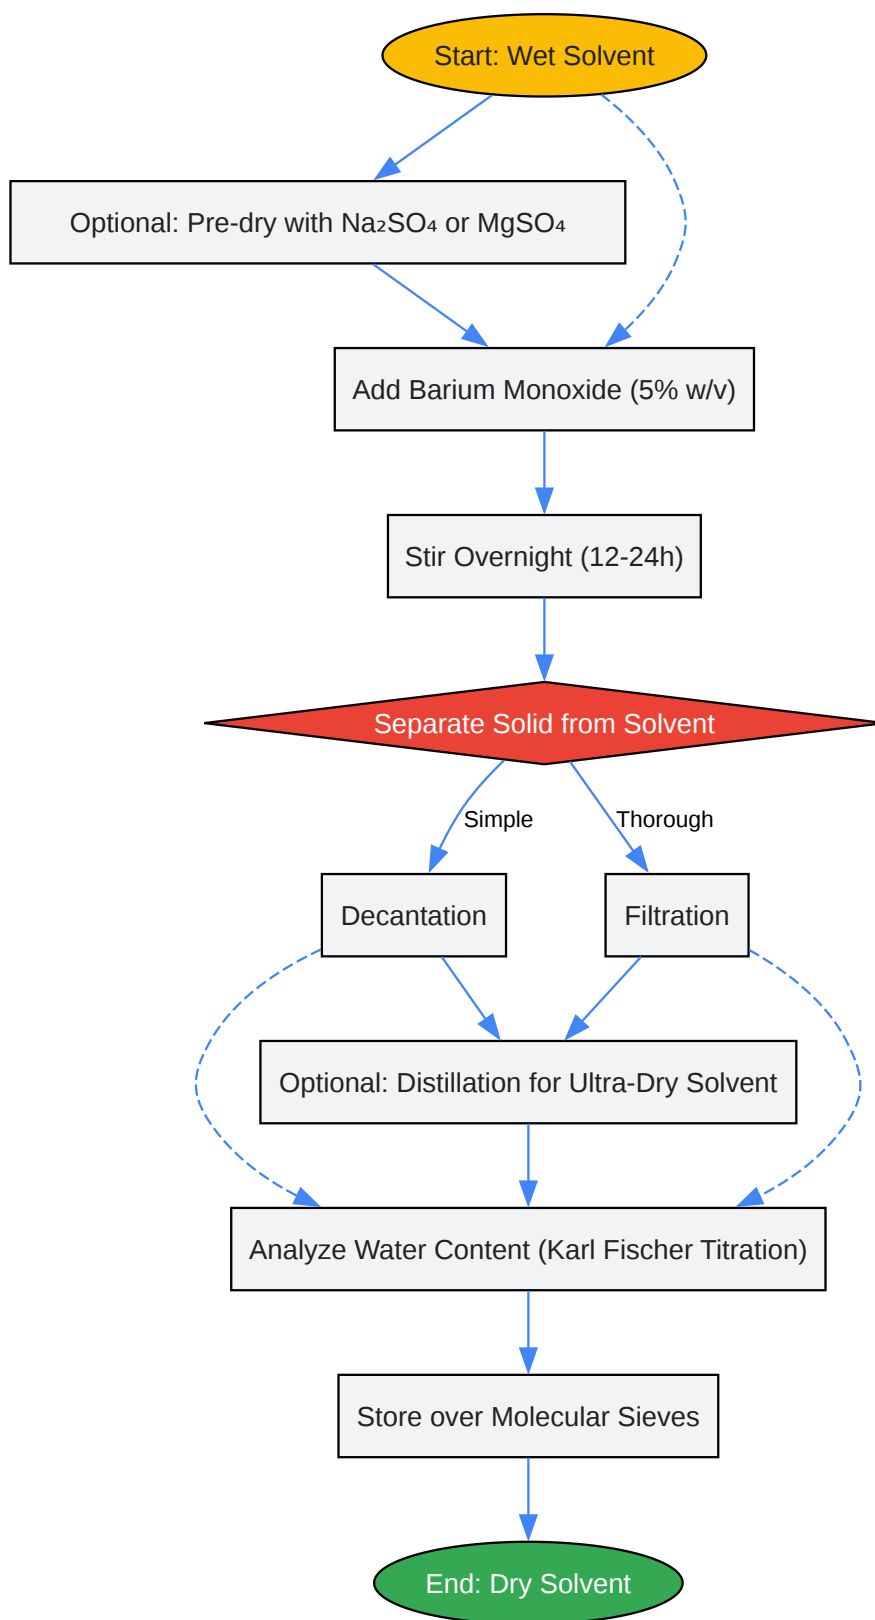 Start: Wet Solvent
Optional: Pre-dry with Na₂SO₄ or MgSO₄
Add Barium Monoxide (5% w/v)
Stir Overnight (12-24h)
Separate Solid from Solvent
Simple
Thorough
Decantation
Filtration
Optional: Distillation for Ultra-Dry Solvent
Analyze Water Content (Karl Fischer Titration)
Store over Molecular Sieves
End: Dry Solvent